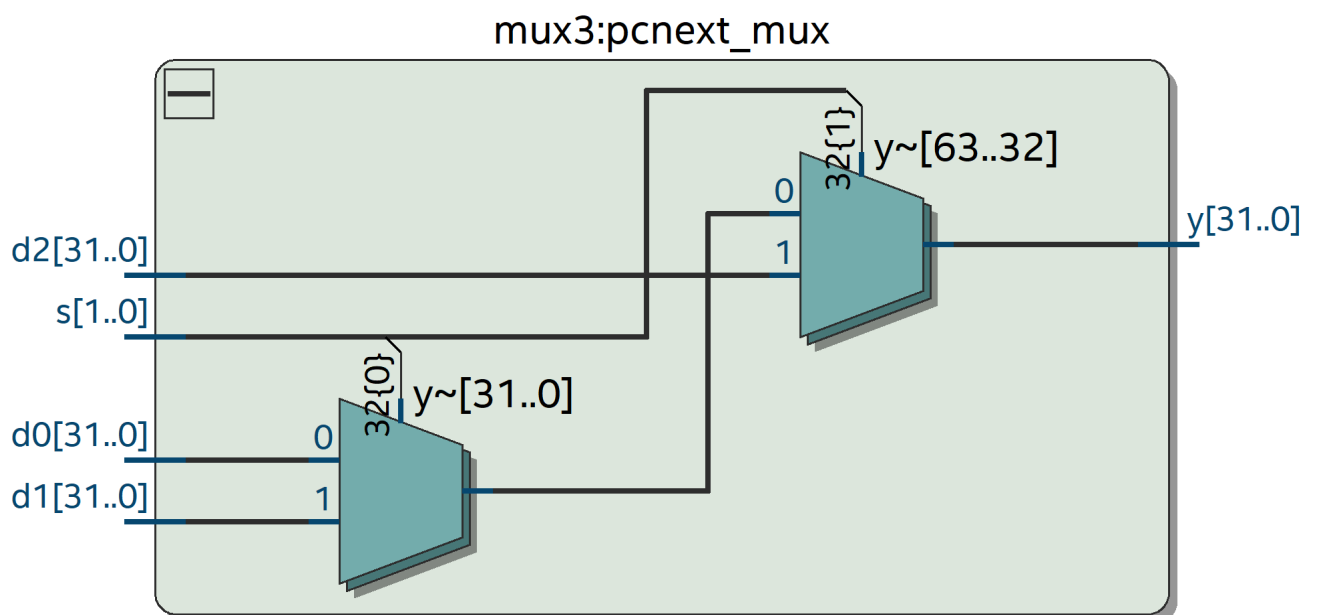 mux3:pcnext_mux
32{1}
y~[63..32]
0
y[31..0]
d2[31..0]
1
s[1..0]
32{0}
y~[31..0]
d0[31..0]
0
d1[31..0]
1